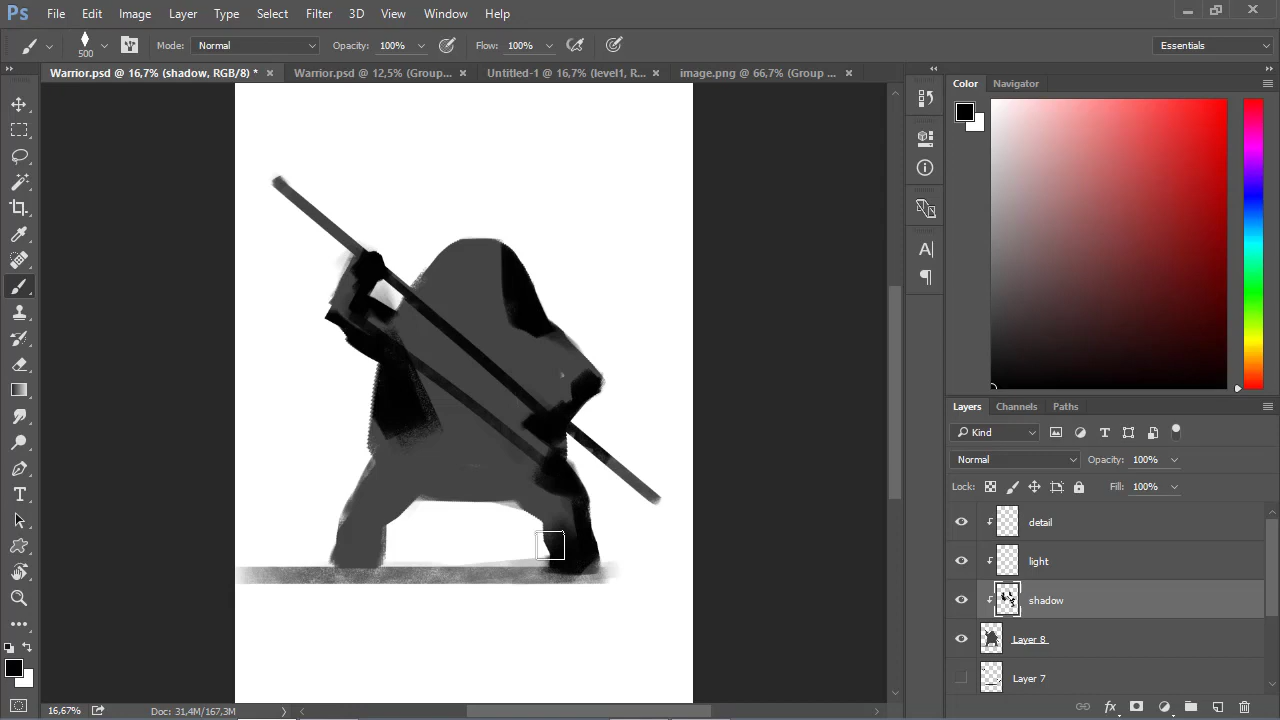 Ps File Edit Image Layer Type Select Filter 3D View Window Help
500 Mode: Normal Opacity: 100% Flow: 100% Essentials
Warrior.psd @ 16,7% (shadow, RGB/8) * Warrior.psd @ 12,5% (Group... Untitled-1 @ 16,7% (level1, R... image.png @ 66,7% (Group ...
Color Navigator
Layers Channels Paths
Kind
Normal Opacity: 100%
Lock: Fill: 100%
detail
light
shadow
Layer 8
Layer 7
16,67% Doc: 31,4M/167,3M